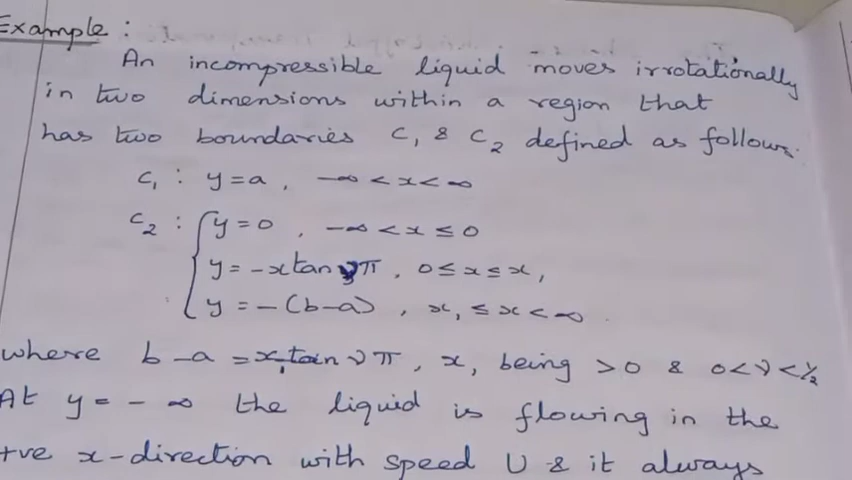 Example :
An incompressible liquid moves irrotationally
in two dimensions within a region that
has two boundaries C₁ & C₂ defined as follows.
C₁ : y=a, -∞<x<∞
C₂ : { y=0, -∞<x≤0
y=-x tan νπ, 0≤x≤x₁
y=-(b-a), x₁≤x<∞.
where b-a = x₁tan νπ, x₁ being >0 & 0<ν<½
At y=-∞ the liquid is flowing in the
+ve x-direction with speed U & it always